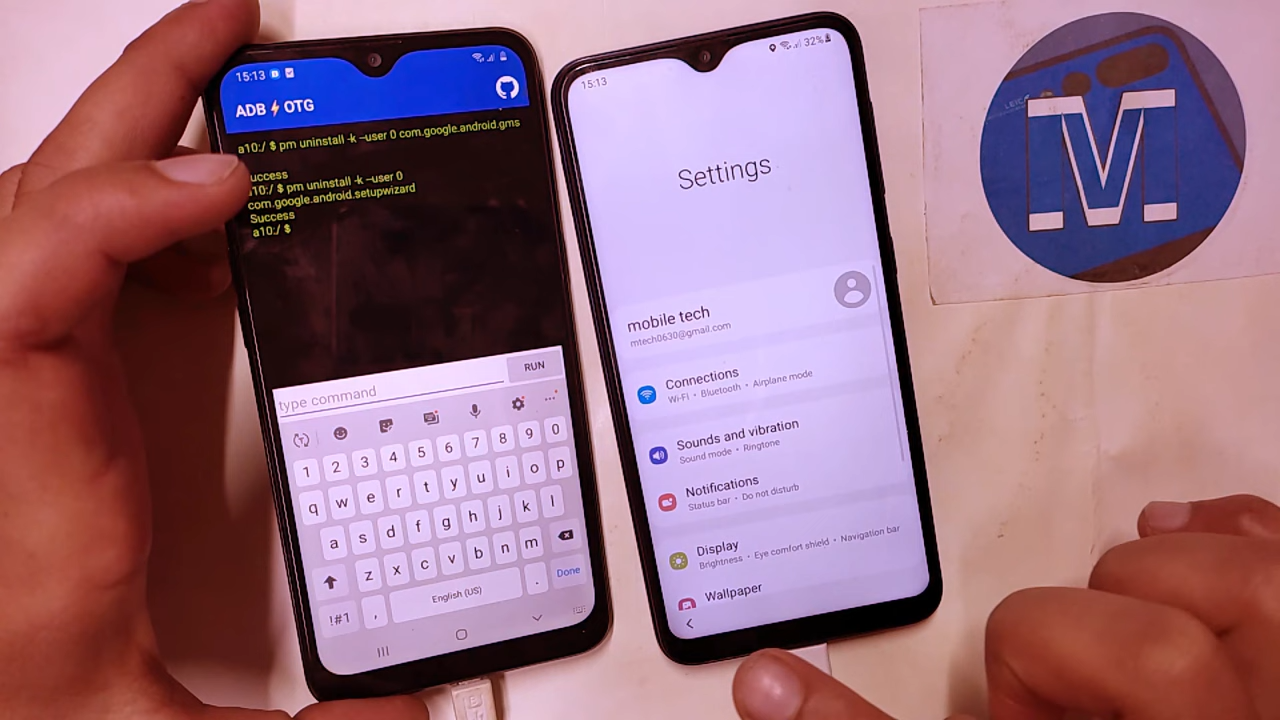 15:13
ADB⚡OTG
a10:/ $ pm uninstall -k --user 0 com.google.android.gms
uccess
10:/ $ pm uninstall -k --user 0
com.google.android.setupwizard
Success
a10:/ $
type command
RUN
1 2 3 4 5 6 7 8 9 0
q w e r t y u i o p
a s d f g h j k l
z x c v b n m
!#1 , English (US) . Done
15:13
32%
Settings
mobile tech
mtech0630@gmail.com
Connections
Wi-Fi • Bluetooth • Airplane mode
Sounds and vibration
Sound mode • Ringtone
Notifications
Status bar • Do not disturb
Display
Brightness • Eye comfort shield • Navigation bar
Wallpaper
LEICA
M